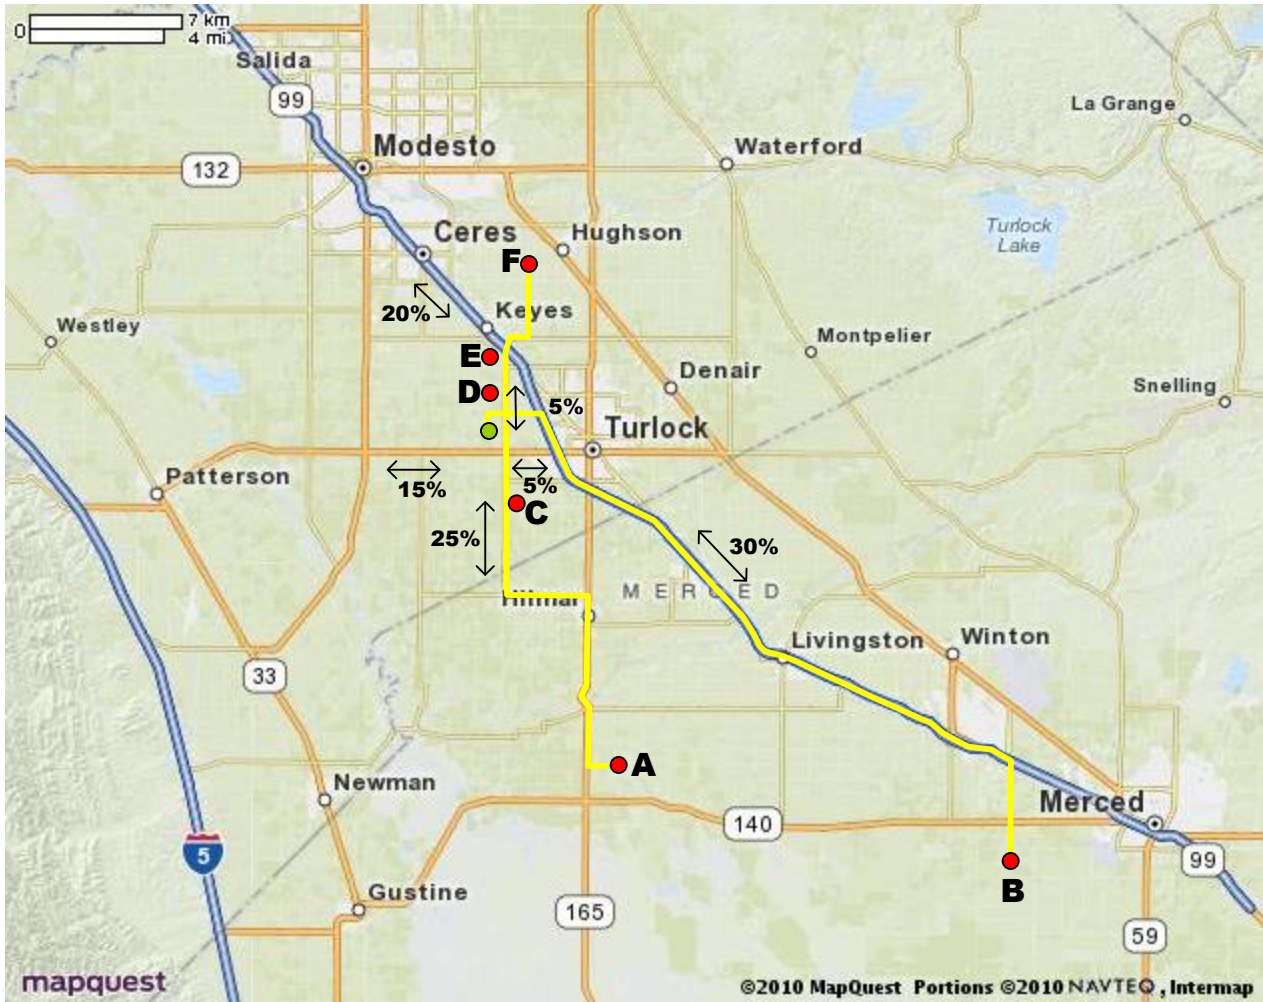 0
7 km
4 mi
Salida
99
Modesto
132
Waterford
La Grange
Ceres
Hughson
Turlock
Lake
F
20%
Keyes
Westley
Montpelier
E
Denair
Snelling
D
5%
Turlock
Patterson
15%
5%
C
25%
30%
Hilmar
MERCED
Livingston
Winton
33
A
Newman
Merced
140
99
5
B
Gustine
165
59
mapquest
©2010 MapQuest Portions ©2010 NAVTEQ, Intermap